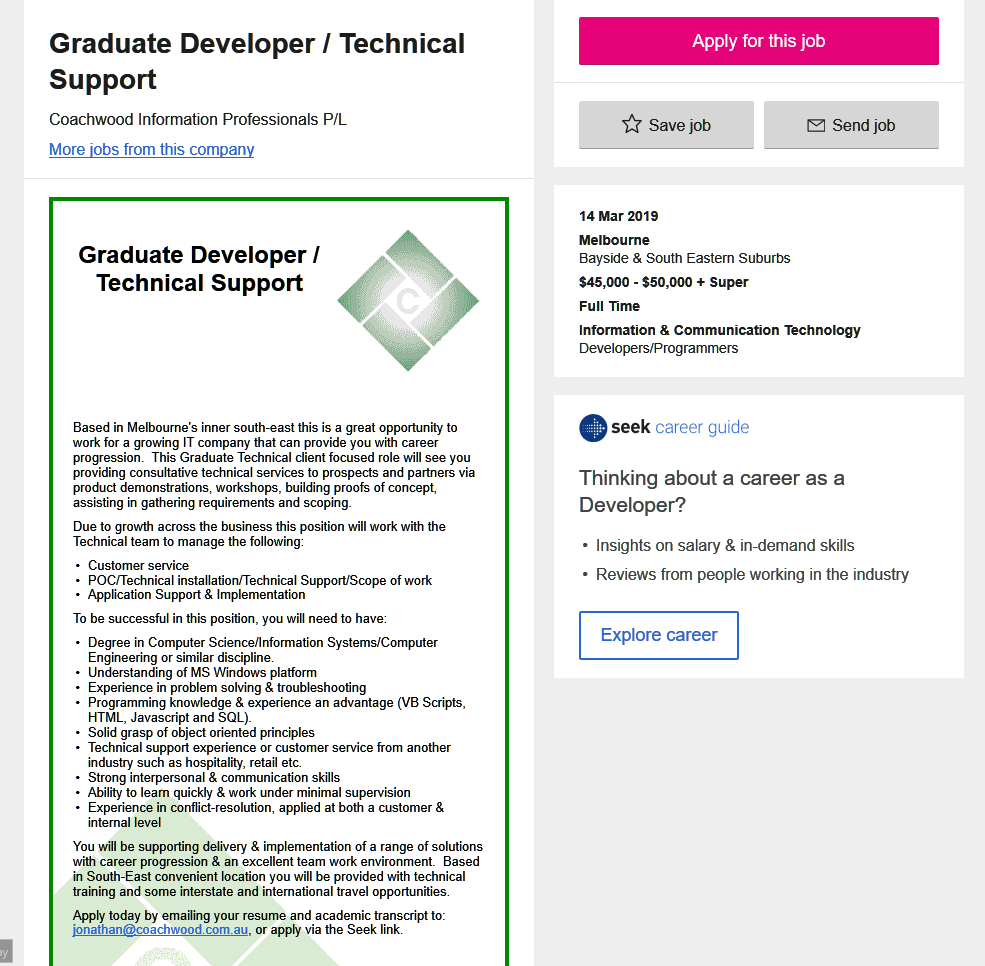 Graduate Developer / Technical
Support
Coachwood Information Professionals P/L
More jobs from this company
Graduate Developer /
Technical Support
C
Based in Melbourne's inner south-east this is a great opportunity to
work for a growing IT company that can provide you with career
progression.  This Graduate Technical client focused role will see you
providing consultative technical services to prospects and partners via
product demonstrations, workshops, building proofs of concept,
assisting in gathering requirements and scoping.
Due to growth across the business this position will work with the
Technical team to manage the following:
• Customer service
• POC/Technical installation/Technical Support/Scope of work
• Application Support & Implementation
To be successful in this position, you will need to have:
• Degree in Computer Science/Information Systems/Computer
Engineering or similar discipline.
• Understanding of MS Windows platform
• Experience in problem solving & troubleshooting
• Programming knowledge & experience an advantage (VB Scripts,
HTML, Javascript and SQL).
• Solid grasp of object oriented principles
• Technical support experience or customer service from another
industry such as hospitality, retail etc.
• Strong interpersonal & communication skills
• Ability to learn quickly & work under minimal supervision
• Experience in conflict-resolution, applied at both a customer &
internal level
You will be supporting delivery & implementation of a range of solutions
with career progression & an excellent team work environment.  Based
in South-East convenient location you will be provided with technical
training and some interstate and international travel opportunities.
Apply today by emailing your resume and academic transcript to:
jonathan@coachwood.com.au, or apply via the Seek link.
Apply for this job
Save job
Send job
14 Mar 2019
Melbourne
Bayside & South Eastern Suburbs
$45,000 - $50,000 + Super
Full Time
Information & Communication Technology
Developers/Programmers
seek career guide
Thinking about a career as a
Developer?
• Insights on salary & in-demand skills
• Reviews from people working in the industry
Explore career